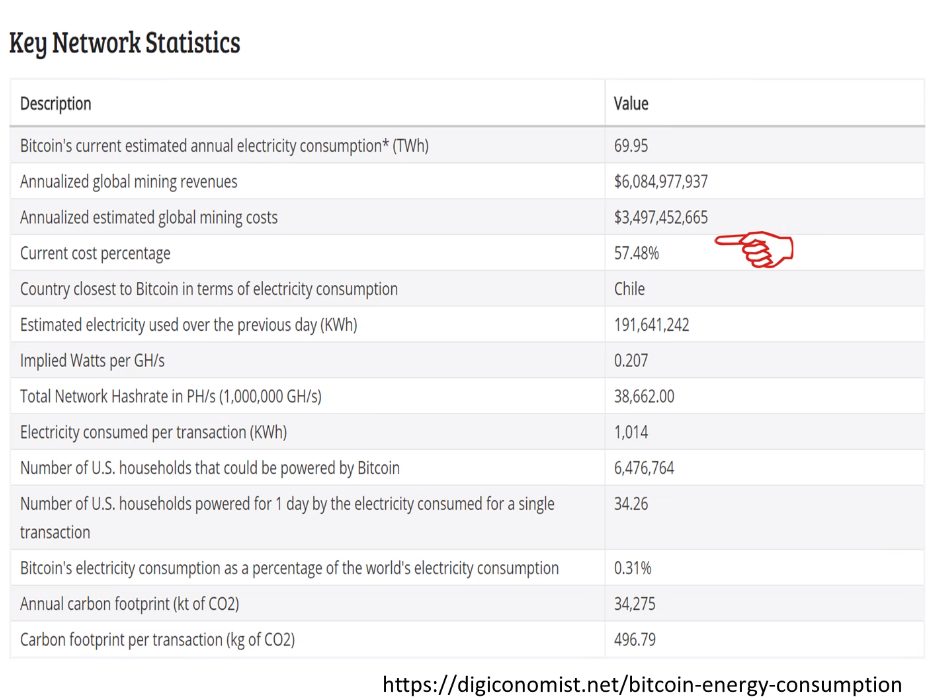 Key Network Statistics
Description Value
Bitcoin's current estimated annual electricity consumption* (TWh) 69.95
Annualized global mining revenues $6,084,977,937
Annualized estimated global mining costs $3,497,452,665
Current cost percentage 57.48%
Country closest to Bitcoin in terms of electricity consumption Chile
Estimated electricity used over the previous day (KWh) 191,641,242
Implied Watts per GH/s 0.207
Total Network Hashrate in PH/s (1,000,000 GH/s) 38,662.00
Electricity consumed per transaction (KWh) 1,014
Number of U.S. households that could be powered by Bitcoin 6,476,764
Number of U.S. households powered for 1 day by the electricity consumed for a single 34.26
transaction
Bitcoin's electricity consumption as a percentage of the world's electricity consumption 0.31%
Annual carbon footprint (kt of CO2) 34,275
Carbon footprint per transaction (kg of CO2) 496.79
https://digiconomist.net/bitcoin-energy-consumption